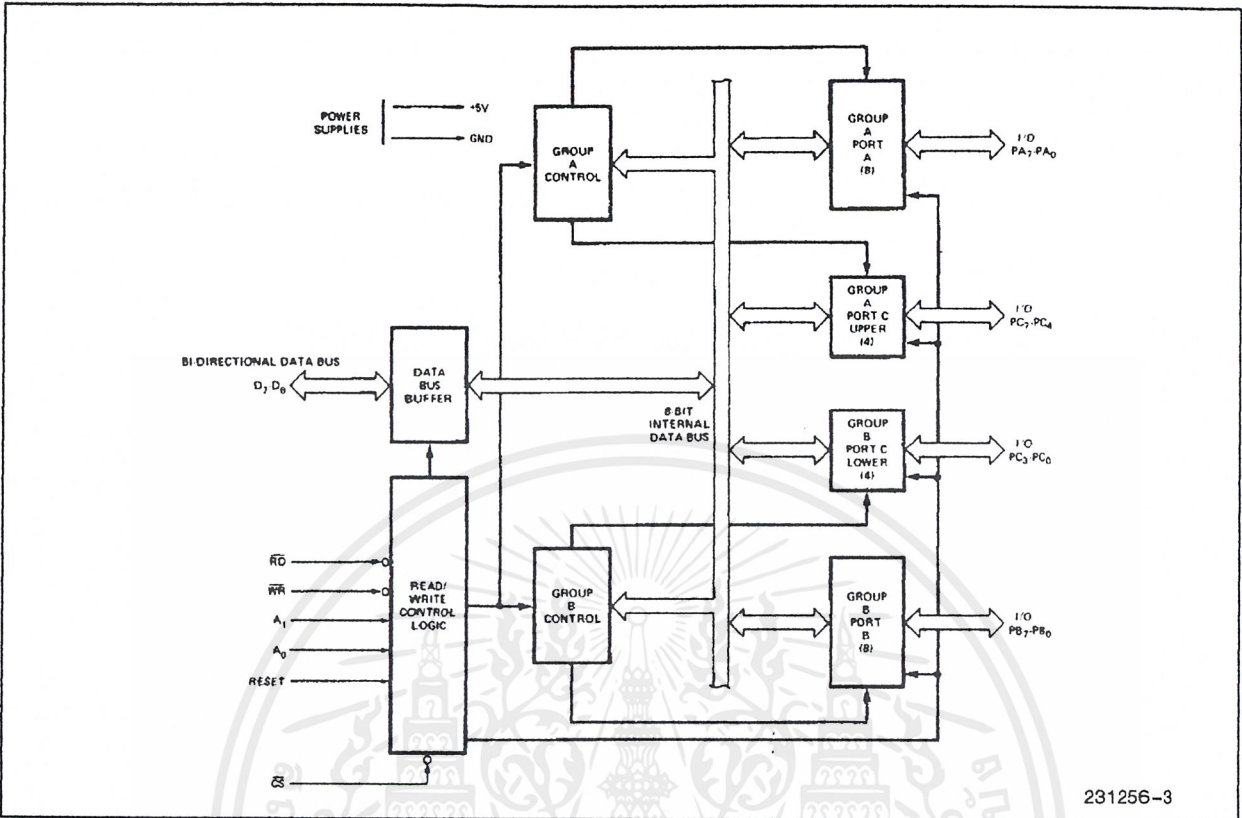 POWER
SUPPLIES
+5V
GND
GROUP
A
CONTROL
GROUP
A
PORT
A
(8)
I/O
PA7-PA0
GROUP
A
PORT C
UPPER
(4)
I/O
PC7-PC4
BI-DIRECTIONAL DATA BUS
D7-D0
DATA
BUS
BUFFER
8-BIT
INTERNAL
DATA BUS
GROUP
B
PORT C
LOWER
(4)
I/O
PC3-PC0
RD
WR
A1
A0
RESET
CS
READ/
WRITE
CONTROL
LOGIC
GROUP
B
CONTROL
GROUP
B
PORT
B
(8)
I/O
PB7-PB0
231256-3